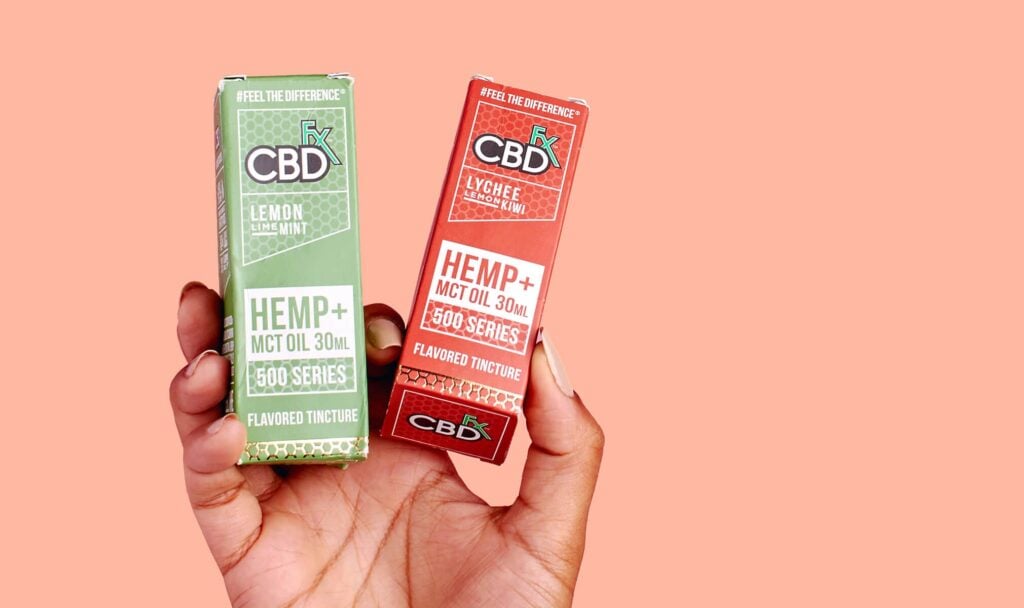 #FEEL THE DIFFERENCE®
CBD FX
LEMON
LIME MINT
HEMP+
MCT OIL 30ML
500 SERIES
FLAVORED TINCTURE
#FEEL THE DIFFERENCE®
CBD FX
LYCHEE
LEMON KIWI
HEMP+
MCT OIL 30ML
500 SERIES
FLAVORED TINCTURE
CBD FX